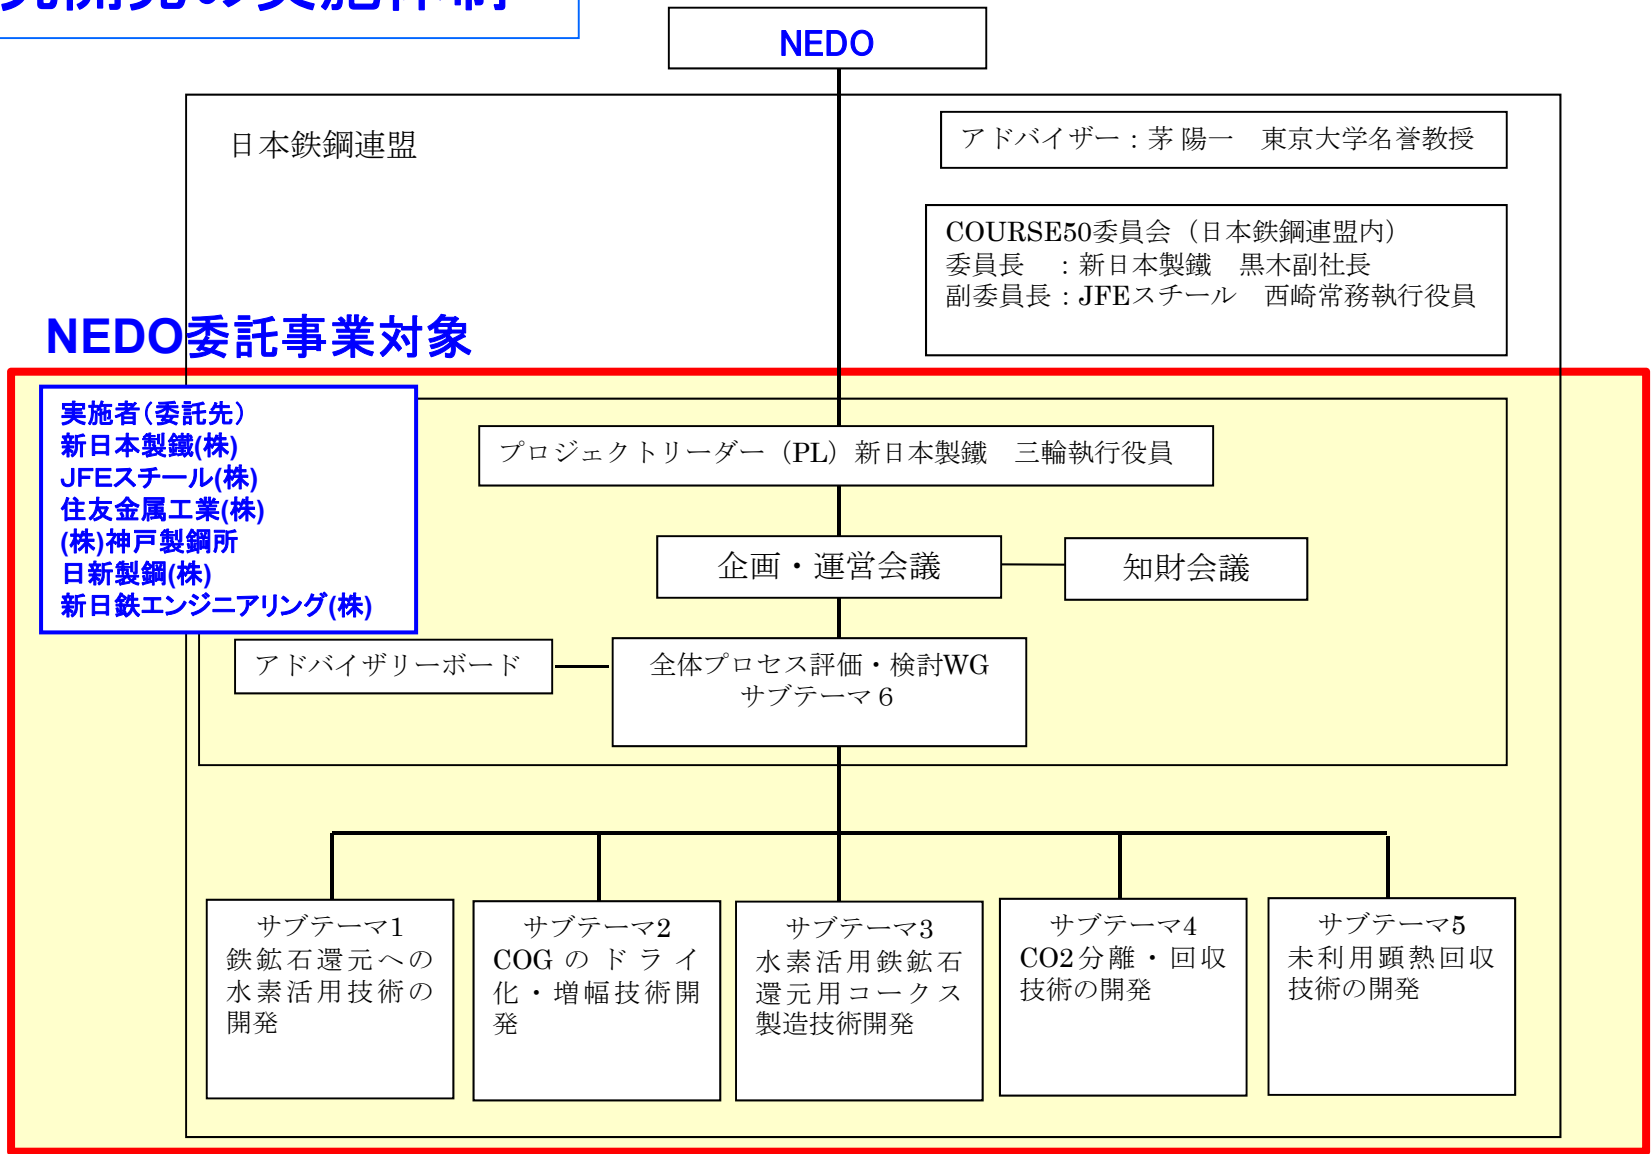 究開発の実施体制
NEDO
日本鉄鋼連盟
アドバイザー：茅 陽一　東京大学名誉教授
COURSE50委員会（日本鉄鋼連盟内）
委員長　：新日本製鐵　黒木副社長
副委員長：JFEスチール　西崎常務執行役員
NEDO委託事業対象
実施者（委託先）
新日本製鐵(株)
JFEスチール(株)
住友金属工業(株)
(株)神戸製鋼所
日新製鋼(株)
新日鉄エンジニアリング(株)
プロジェクトリーダー（PL）新日本製鐵　三輪執行役員
企画・運営会議
知財会議
アドバイザリーボード
全体プロセス評価・検討WG
サブテーマ６
サブテーマ1
鉄鉱石還元への
水素活用技術の
開発
サブテーマ2
COGのドライ
化・増幅技術開
発
サブテーマ3
水素活用鉄鉱石
還元用コークス
製造技術開発
サブテーマ4
CO2分離・回収
技術の開発
サブテーマ5
未利用顕熱回収
技術の開発